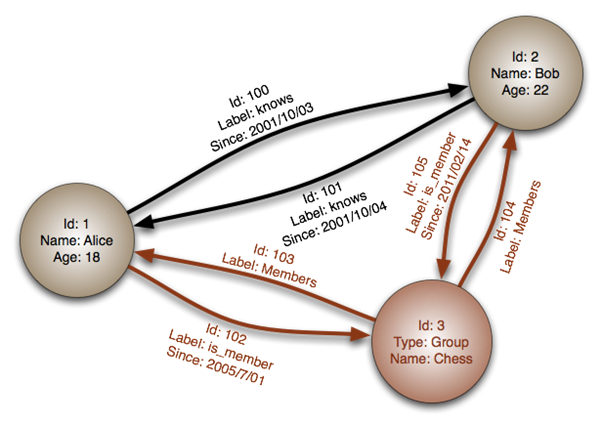 Id: 2
Name: Bob
Age: 22
Id: 100
Label: knows
Since: 2001/10/03
Id: 101
Label: knows
Since: 2001/10/04
Id: 105
Label: is_member
Since: 2011/02/14
Id: 104
Label: Members
Id: 1
Name: Alice
Age: 18
Id: 103
Label: Members
Id: 102
Label: is_member
Since: 2005/7/01
Id: 3
Type: Group
Name: Chess